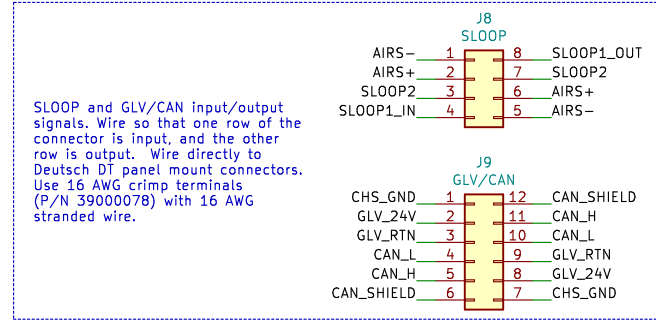 SLOOP and GLV/CAN input/output
signals. Wire so that one row of the
connector is input, and the other
row is output.  Wire directly to
Deutsch DT panel mount connectors.
Use 16 AWG crimp terminals
(P/N 39000078) with 16 AWG
stranded wire.
J8
SLOOP
AIRS- 1 8 SLOOP1_OUT
AIRS+ 2 7 SLOOP2
SLOOP2 3 6 AIRS+
SLOOP1_IN 4 5 AIRS-
J9
GLV/CAN
CHS_GND 1 12 CAN_SHIELD
GLV_24V 2 11 CAN_H
GLV_RTN 3 10 CAN_L
CAN_L 4 9 GLV_RTN
CAN_H 5 8 GLV_24V
CAN_SHIELD 6 7 CHS_GND